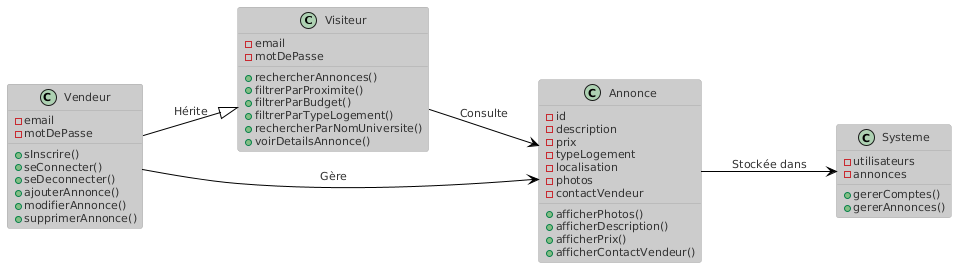 C Vendeur
email
motDePasse
sInscrire()
seConnecter()
seDeconnecter()
ajouterAnnonce()
modifierAnnonce()
supprimerAnnonce()
Hérite
C Visiteur
email
motDePasse
rechercherAnnonces()
filtrerParProximite()
filtrerParBudget()
filtrerParTypeLogement()
rechercherParNomUniversite()
voirDetailsAnnonce()
Consulte
Gère
C Annonce
id
description
prix
typeLogement
localisation
photos
contactVendeur
afficherPhotos()
afficherDescription()
afficherPrix()
afficherContactVendeur()
Stockée dans
C Systeme
utilisateurs
annonces
gererComptes()
gererAnnonces()